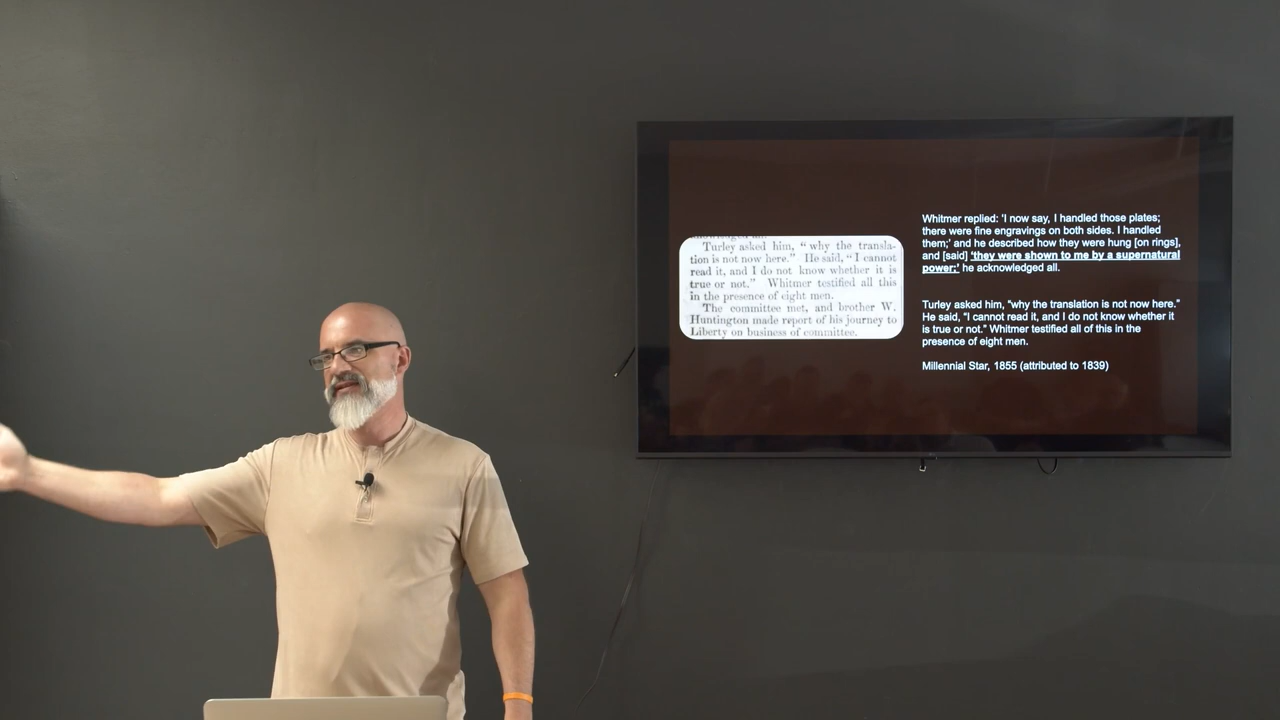 knowledged all.
Turley asked him, “ why the transla-
tion is not now here.” He said, “ I cannot
read it, and I do not know whether it is
true or not.” Whitmer testified all this
in the presence of eight men.
The committee met, and brother W.
Huntington made report of his journey to
Liberty on business of committee.
Whitmer replied: 'I now say, I handled those plates;
there were fine engravings on both sides. I handled
them;' and he described how they were hung [on rings],
and [said] 'they were shown to me by a supernatural
power;' he acknowledged all.
Turley asked him, "why the translation is not now here."
He said, "I cannot read it, and I do not know whether it
is true or not." Whitmer testified all of this in the
presence of eight men.
Millennial Star, 1855 (attributed to 1839)